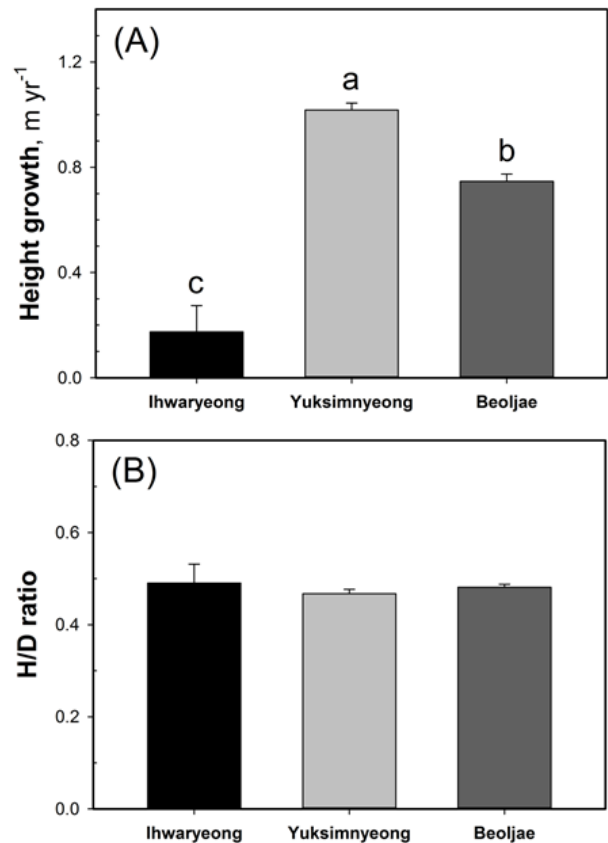 (A)
Height growth, m yr⁻¹
1.2
0.8
0.4
0.0
a
b
c
Ihwaryeong Yuksimnyeong Beoljae
(B)
H/D ratio
0.8
0.6
0.4
0.2
0.0
Ihwaryeong Yuksimnyeong Beoljae